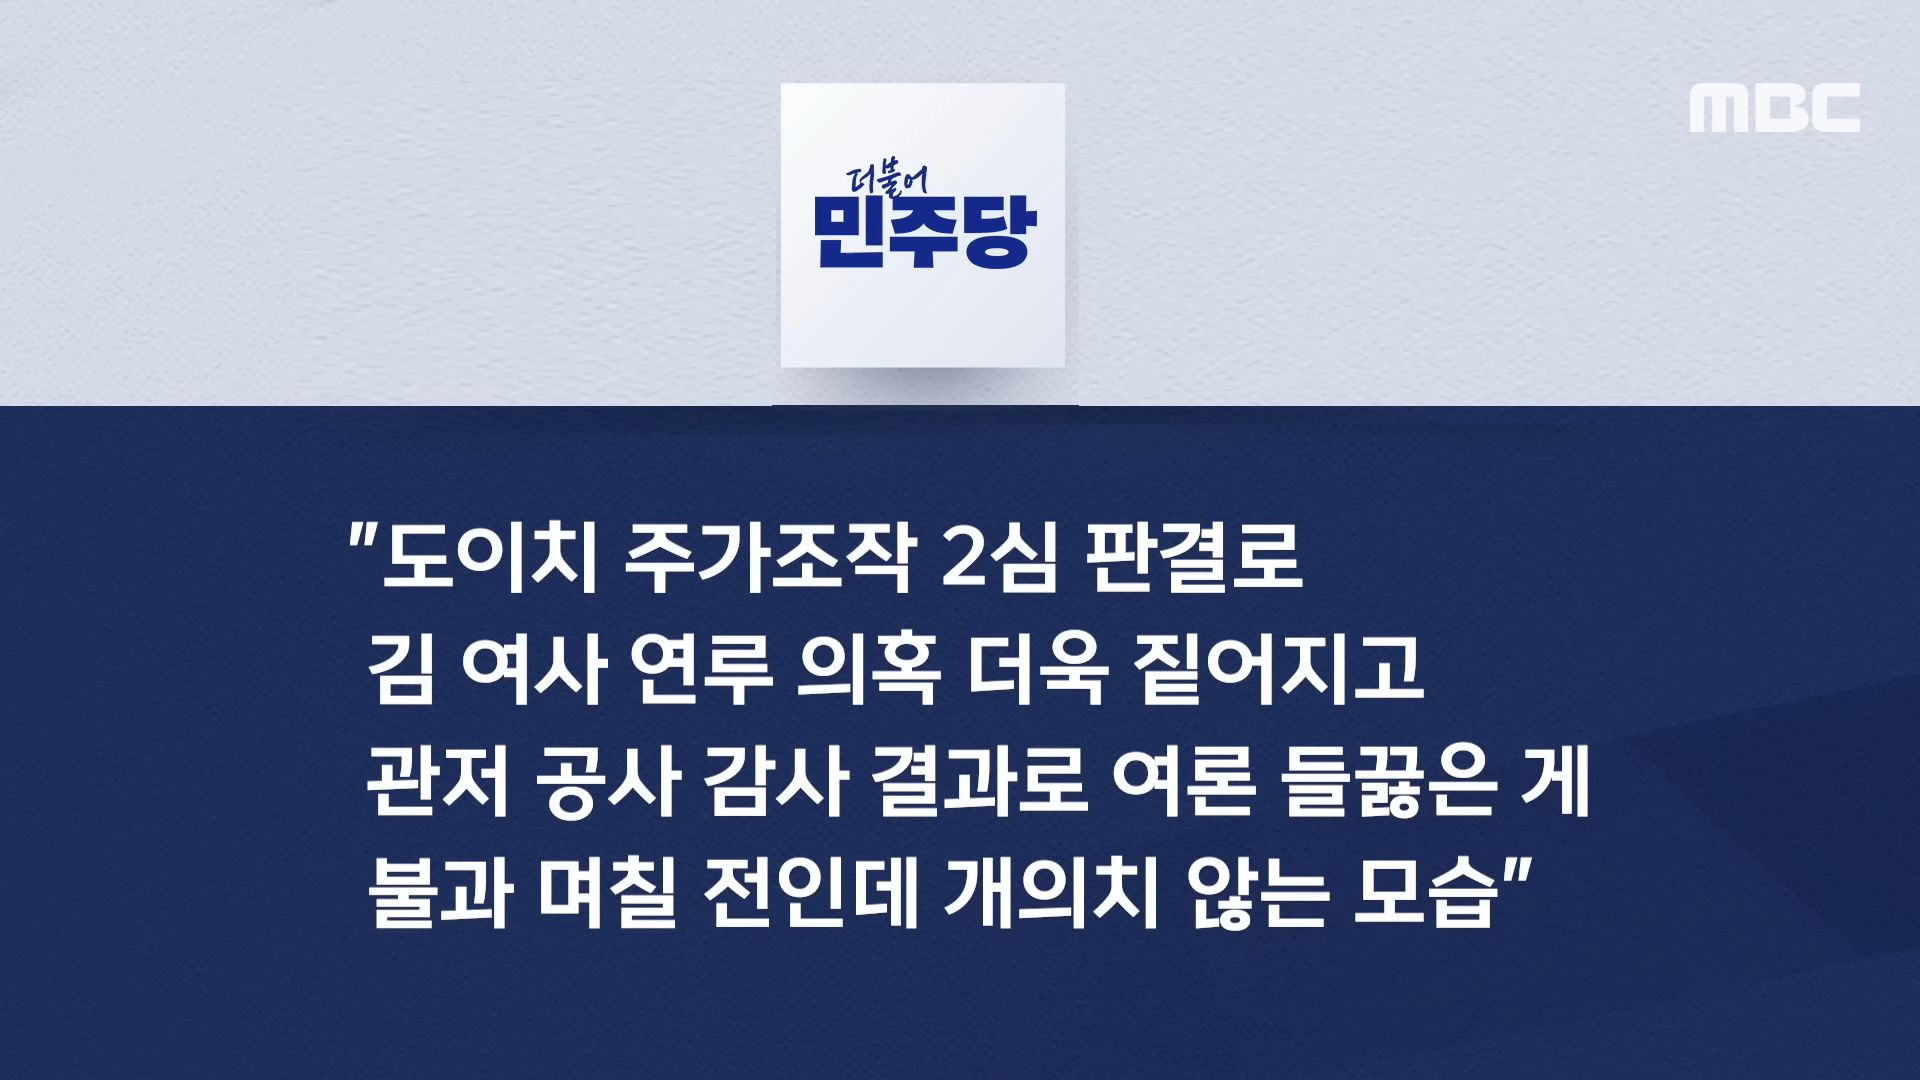 MBC
더불어
민주당
"도이치 주가조작 2심 판결로
김 여사 연루 의혹 더욱 짙어지고
관저 공사 감사 결과로 여론 들끓은 게
불과 며칠 전인데 개의치 않는 모습"